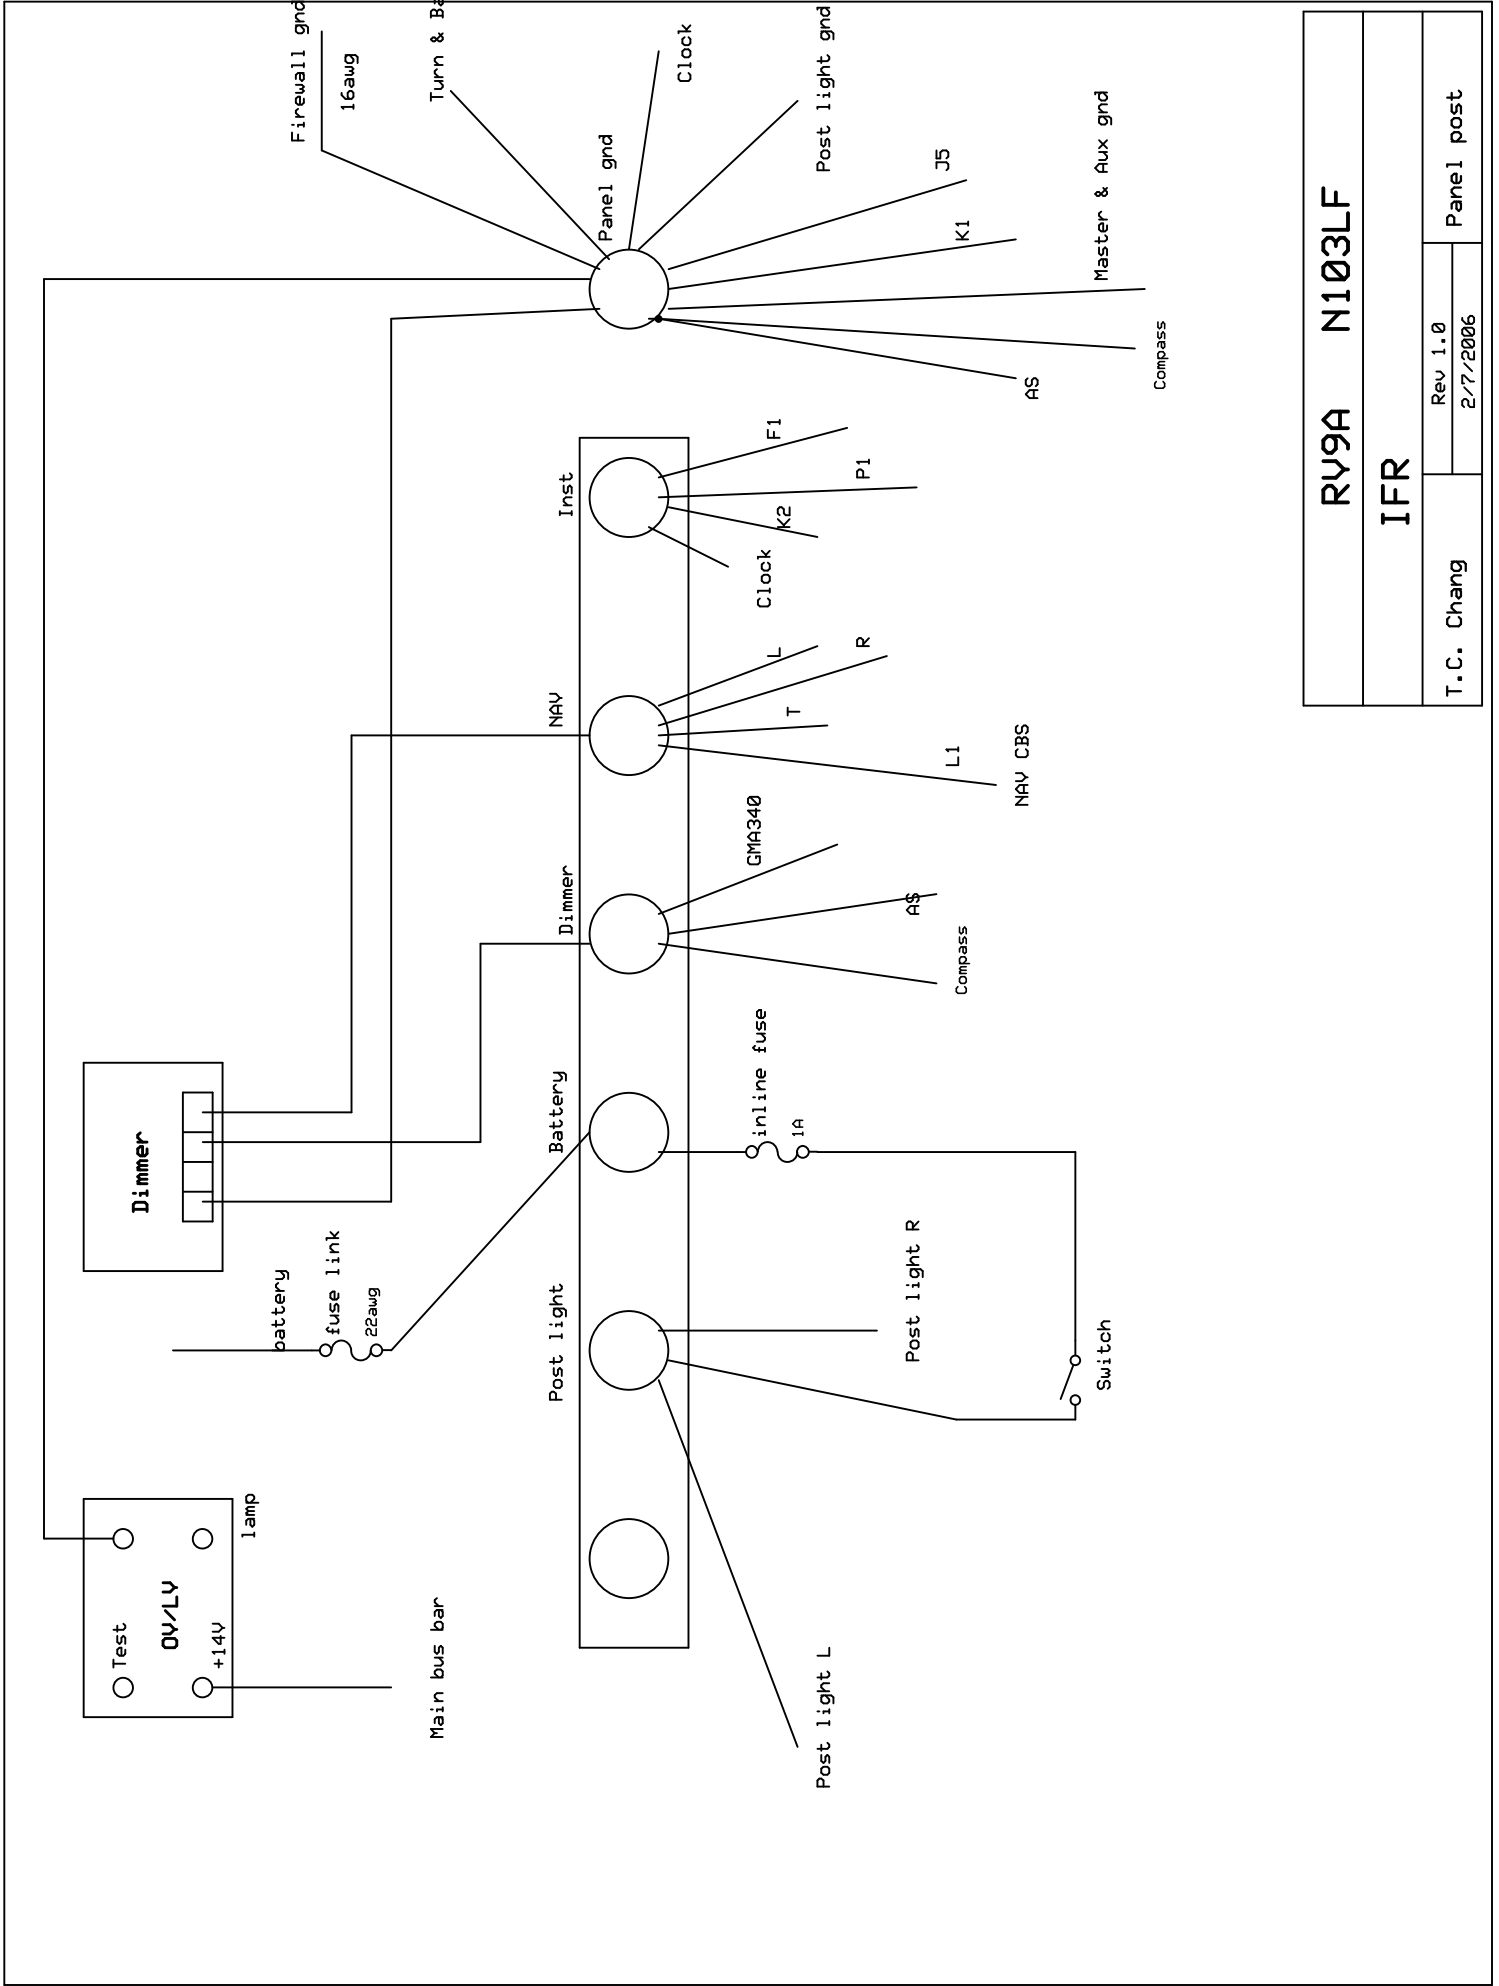 Test
OV/LV
+14V
lamp
Main bus bar
Dimmer
battery
fuse link
22awg
Firewall gnd
16awg
Turn & Ba
Clock
Panel gnd
Post light gnd
J5
K1
Master & Aux gnd
Compass
AS
Post light
Battery
Dimmer
NAV
Inst
Post light L
Post light R
inline fuse
1A
Switch
GMA340
AS
Compass
L
R
T
L1
NAV CBS
F1
P1
K2
Clock
RV9A N103LF
IFR
T.C. Chang
Rev 1.0
2/7/2006
Panel post